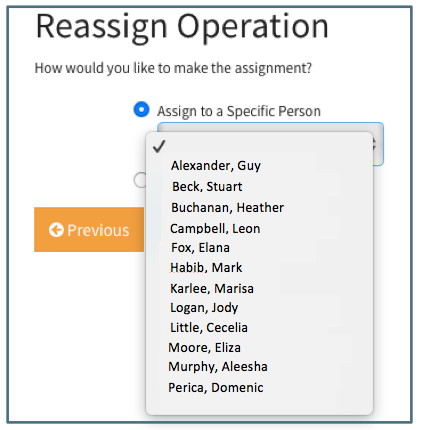 Reassign Operation
How would you like to make the assignment?
Assign to a Specific Person
Alexander, Guy
Beck, Stuart
Buchanan, Heather
Campbell, Leon
Fox, Elana
Habib, Mark
Karlee, Marisa
Logan, Jody
Little, Cecelia
Moore, Eliza
Murphy, Aleesha
Perica, Domenic
Previous